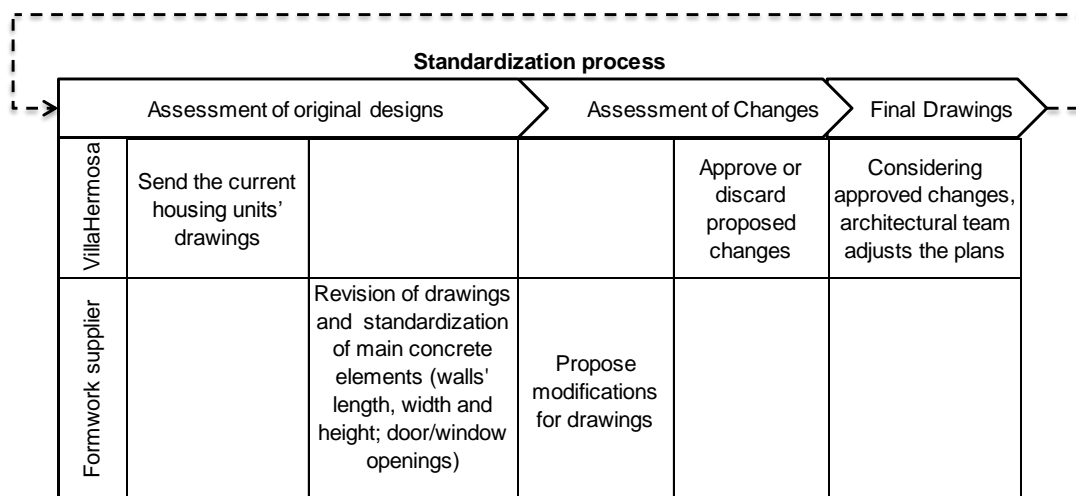 Standardization process
Assessment of original designs
Assessment of Changes
Final Drawings
VillaHermosa
Send the current
housing units’
drawings
Approve or
discard
proposed
changes
Considering
approved changes,
architectural team
adjusts the plans
Formwork supplier
Revision of drawings
and standardization
of main concrete
elements (walls'
length, width and
height; door/window
openings)
Propose
modifications
for drawings